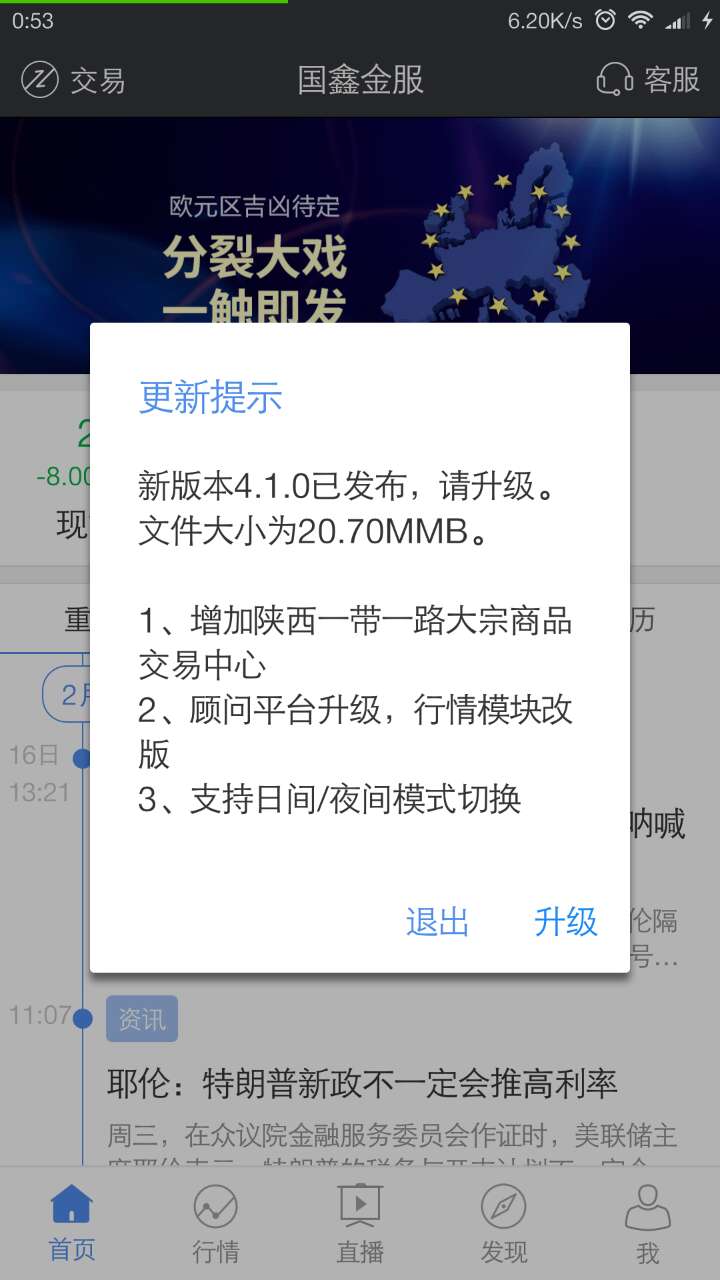 0:53 6.20K/s
交易 国鑫金服 客服
欧元区吉凶待定
分裂大戏
一触即发
更新提示
新版本4.1.0已发布，请升级。
文件大小为20.70MMB。
1、增加陕西一带一路大宗商品
交易中心
2、顾问平台升级，行情模块改
版
3、支持日间/夜间模式切换
退出 升级
2
-8.00
现
重 历
2月
16日
13:21
呐喊
伦隔
号…
11:07 资讯
耶伦：特朗普新政不一定会推高利率
周三，在众议院金融服务委员会作证时，美联储主
首页 行情 直播 发现 我